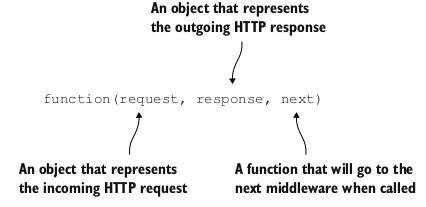 An object that represents
the outgoing HTTP response
function(request, response, next)
An object that represents
the incoming HTTP request
A function that will go to the
next middleware when called